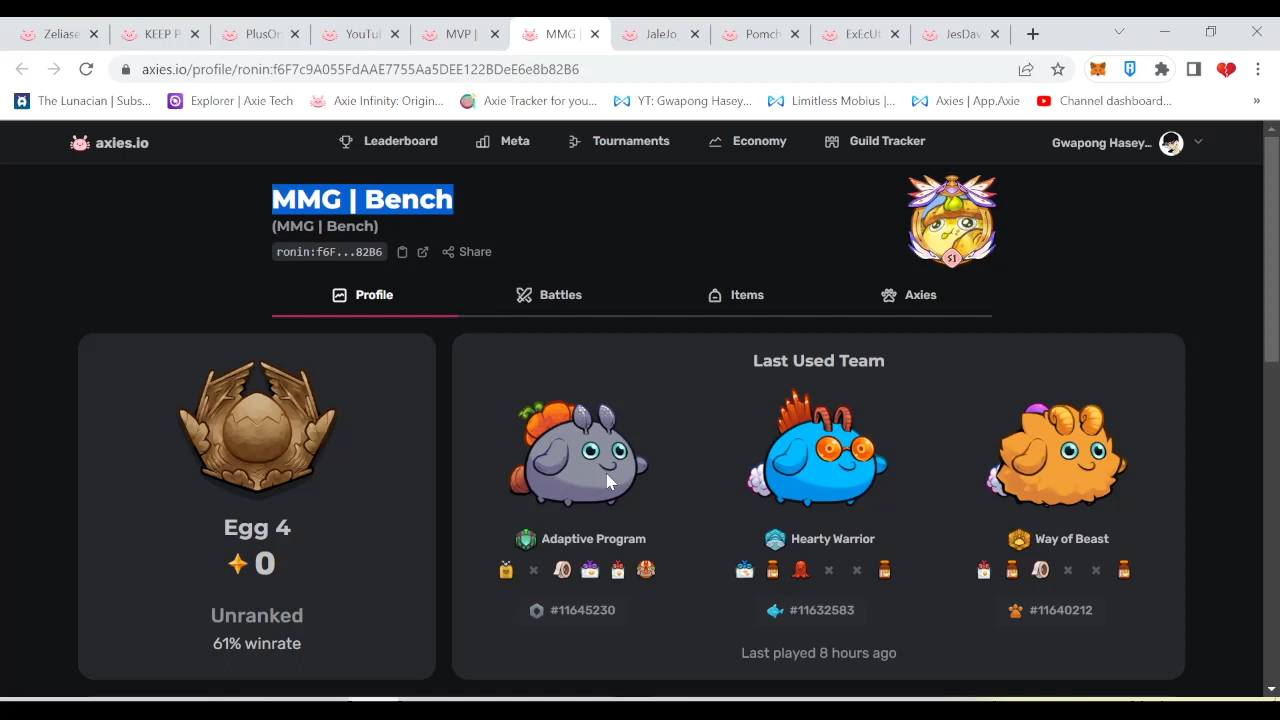 Zeliase
KEEP P
PlusOn
YouTul
MVP |
MMG |
JaleJo
Pomch
ExEcUt
JesDav
axies.io/profile/ronin:f6F7c9A055FdAAE7755Aa5DEE122BDeE6e8b82B6
The Lunacian | Subs...
Explorer | Axie Tech
Axie Infinity: Origin...
Axie Tracker for you...
YT: Gwapong Hasey...
Limitless Mobius |...
Axies | App.Axie
Channel dashboard...
»
axies.io
Leaderboard
Meta
Tournaments
Economy
Guild Tracker
Gwapong Hasey...
MMG | Bench
(MMG | Bench)
ronin:f6F...82B6
Share
S1
Profile
Battles
Items
Axies
Egg 4
0
Unranked
61% winrate
Last Used Team
Adaptive Program
Hearty Warrior
Way of Beast
#11645230
#11632583
#11640212
Last played 8 hours ago